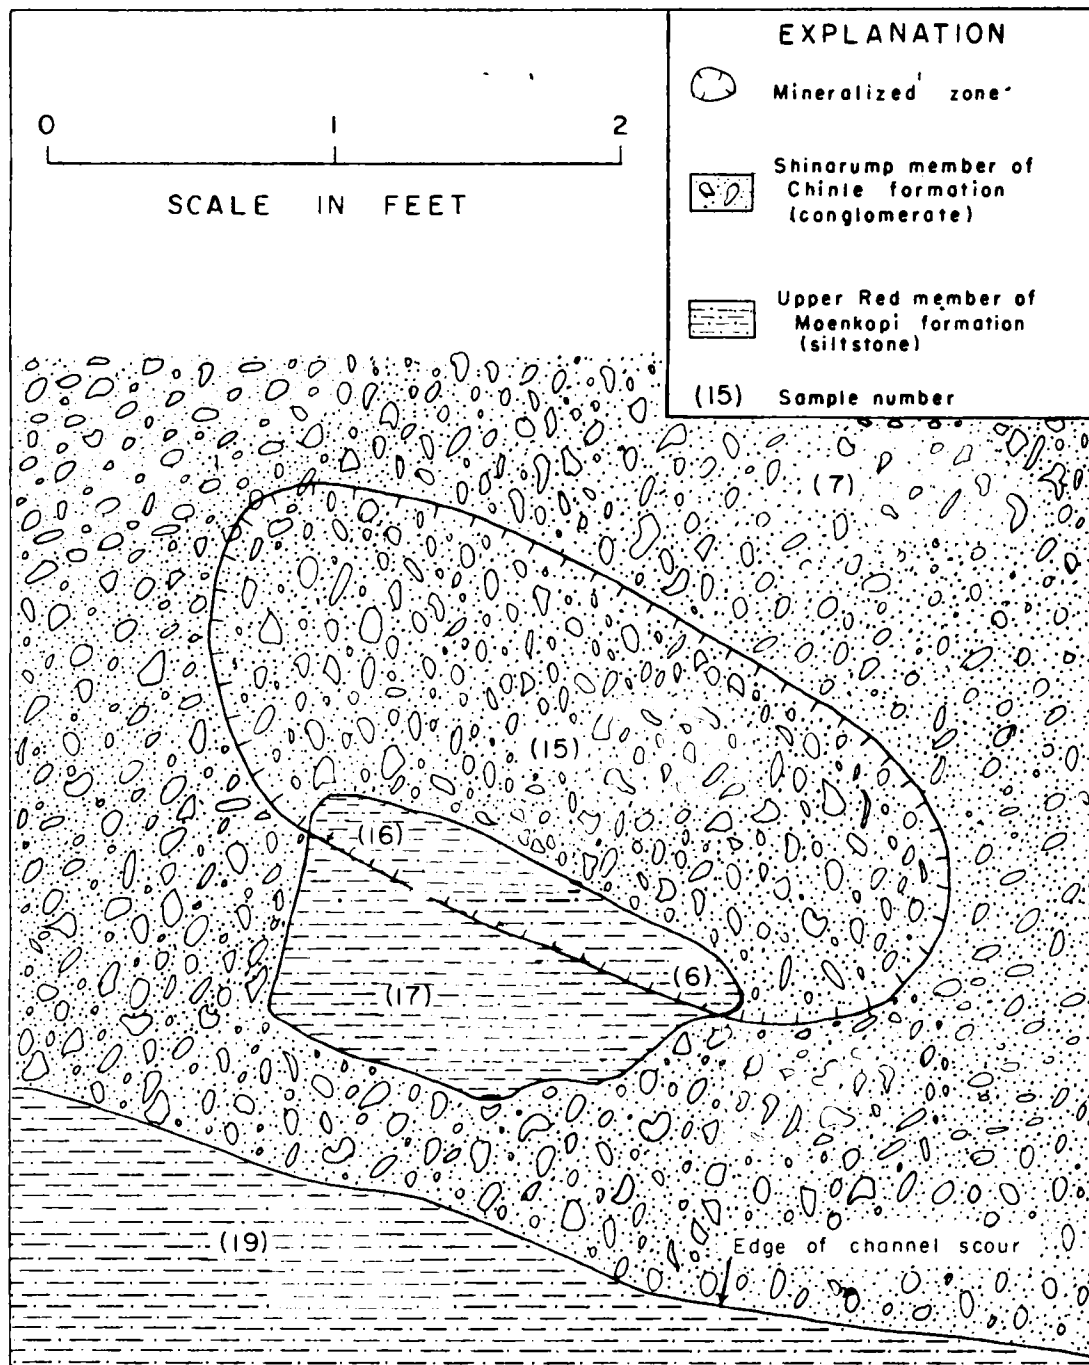 EXPLANATION
Mineralized zone
Shinarump member of
Chinle formation
(conglomerate)
Upper Red member of
Moenkopi formation
(siltstone)
(15) Sample number
0 1 2
SCALE IN FEET
(7)
(15)
(16)
(6)
(17)
(19)
Edge of channel scour